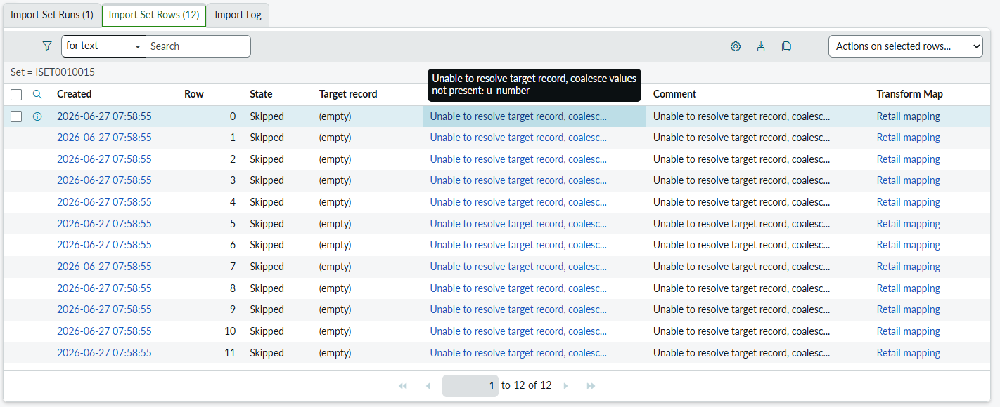 Import Set Runs (1) Import Set Rows (12) Import Log
for text Search Actions on selected rows...
Set = ISET0010015
Unable to resolve target record, coalesce values
not present: u_number
Created Row State Target record Comment Transform Map
2026-06-27 07:58:55 0 Skipped (empty) Unable to resolve target record, coalesc... Unable to resolve target record, coalesc... Retail mapping
2026-06-27 07:58:55 1 Skipped (empty) Unable to resolve target record, coalesc... Unable to resolve target record, coalesc... Retail mapping
2026-06-27 07:58:55 2 Skipped (empty) Unable to resolve target record, coalesc... Unable to resolve target record, coalesc... Retail mapping
2026-06-27 07:58:55 3 Skipped (empty) Unable to resolve target record, coalesc... Unable to resolve target record, coalesc... Retail mapping
2026-06-27 07:58:55 4 Skipped (empty) Unable to resolve target record, coalesc... Unable to resolve target record, coalesc... Retail mapping
2026-06-27 07:58:55 5 Skipped (empty) Unable to resolve target record, coalesc... Unable to resolve target record, coalesc... Retail mapping
2026-06-27 07:58:55 6 Skipped (empty) Unable to resolve target record, coalesc... Unable to resolve target record, coalesc... Retail mapping
2026-06-27 07:58:55 7 Skipped (empty) Unable to resolve target record, coalesc... Unable to resolve target record, coalesc... Retail mapping
2026-06-27 07:58:55 8 Skipped (empty) Unable to resolve target record, coalesc... Unable to resolve target record, coalesc... Retail mapping
2026-06-27 07:58:55 9 Skipped (empty) Unable to resolve target record, coalesc... Unable to resolve target record, coalesc... Retail mapping
2026-06-27 07:58:55 10 Skipped (empty) Unable to resolve target record, coalesc... Unable to resolve target record, coalesc... Retail mapping
2026-06-27 07:58:55 11 Skipped (empty) Unable to resolve target record, coalesc... Unable to resolve target record, coalesc... Retail mapping
1 to 12 of 12